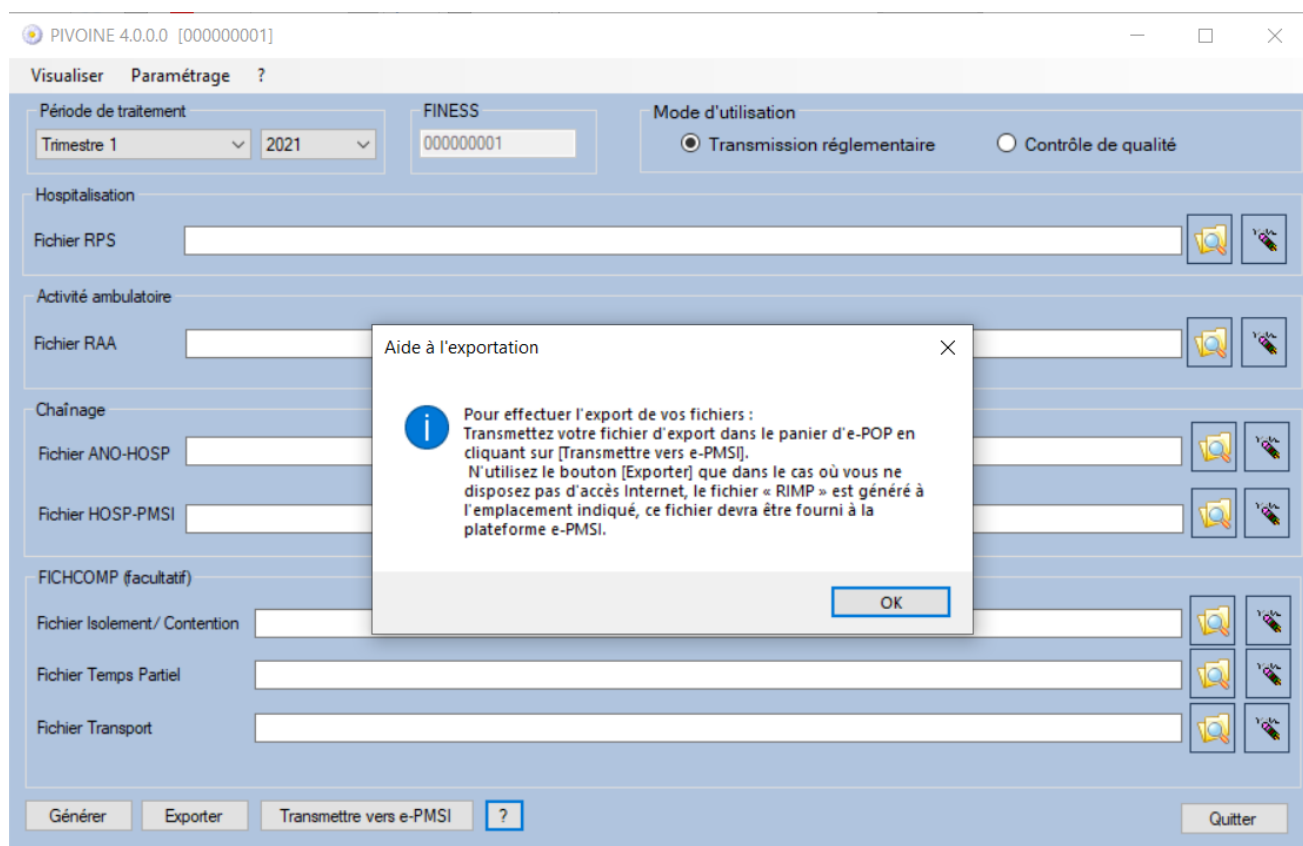 PIVOINE 4.0.0.0 [000000001]
Visualiser Paramétrage ?
Période de traitement FINESS Mode d'utilisation
Trimestre 1 2021 000000001 Transmission réglementaire Contrôle de qualité
Hospitalisation
Fichier RPS
Activité ambulatoire
Fichier RAA
Aide à l'exportation
Pour effectuer l'export de vos fichiers :
Transmettez votre fichier d'export dans le panier d'e-POP en
cliquant sur [Transmettre vers e-PMSI].
N'utilisez le bouton [Exporter] que dans le cas où vous ne
disposez pas d'accès Internet, le fichier « RIMP » est généré à
l'emplacement indiqué, ce fichier devra être fourni à la
plateforme e-PMSI.
OK
Chaînage
Fichier ANO-HOSP
Fichier HOSP-PMSI
FICHCOMP (facultatif)
Fichier Isolement/ Contention
Fichier Temps Partiel
Fichier Transport
Générer Exporter Transmettre vers e-PMSI ? Quitter